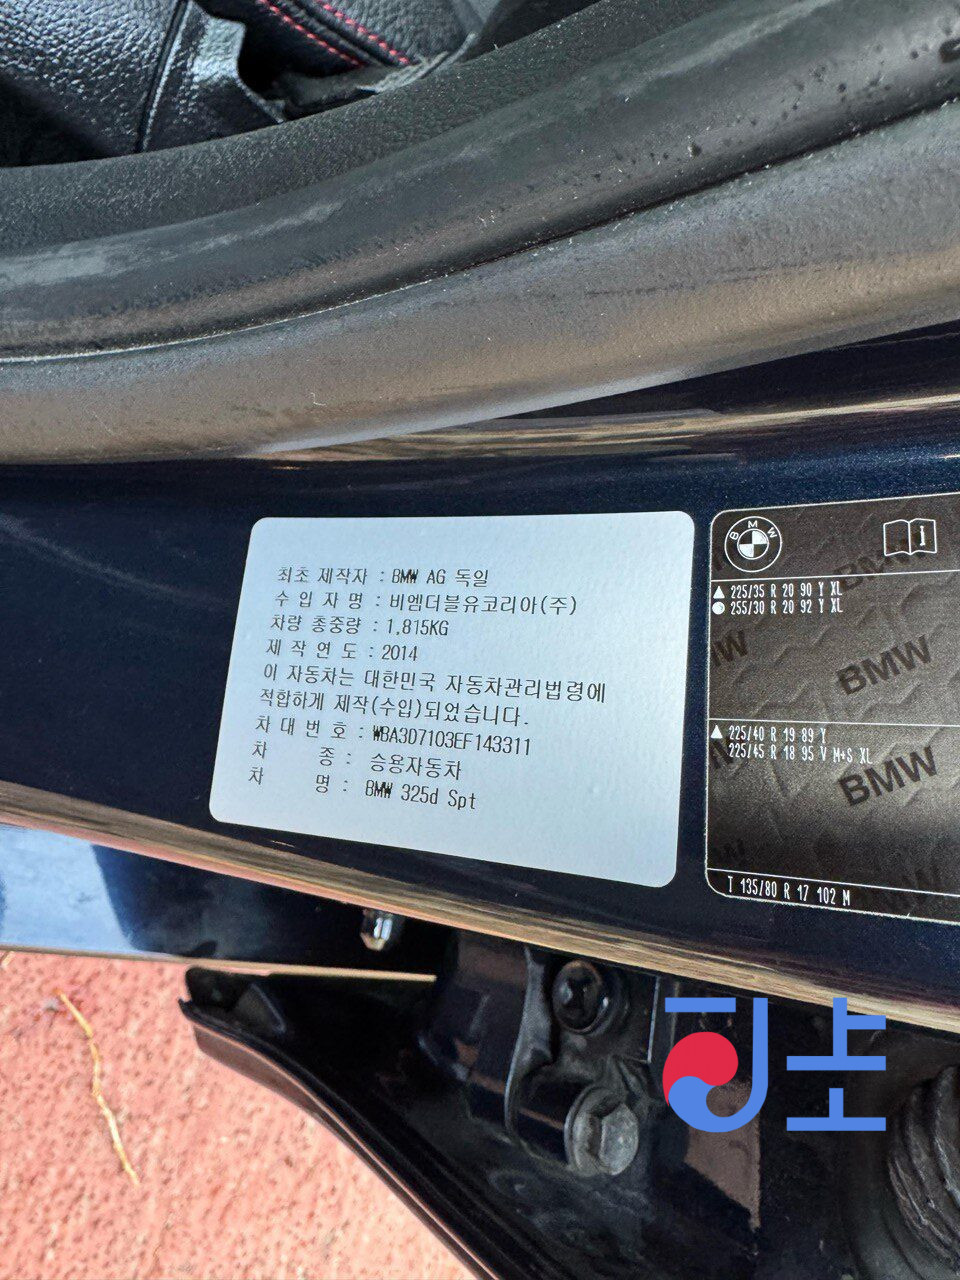 최초 제작자 : BMW AG 독일
수 입 자 명 : 비엠더블유코리아(주)
차량 총중량 : 1,815KG
제 작 연 도 : 2014
이 자동차는 대한민국 자동차관리법령에
적합하게 제작(수입)되었습니다.
차 대 번 호 : WBA3D7103EF143311
차 종 : 승용자동차
차 명 : BMW 325d Spt
BMW
i
225/35 R 20 90 Y XL
255/30 R 20 92 Y XL
BMW
225/40 R 19 89 Y
225/45 R 18 95 V M+S XL
BMW
T 135/80 R 17 102 M